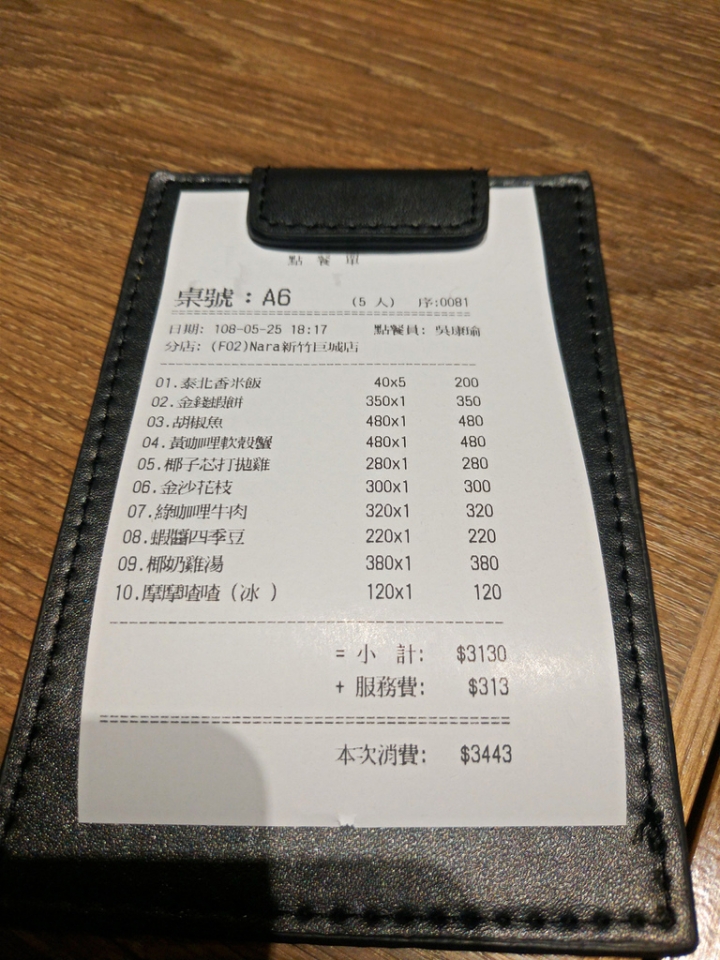 點 餐 單
桌號：A6 (5 人) 序:0081
日期: 108-05-25 18:17 點餐員: 吳瑋瑜
分店: (F02)Nara新竹巨城店
01.泰北香米飯 40x5 200
02.金錢蝦餅 350x1 350
03.胡椒魚 480x1 480
04.黃咖哩軟殼蟹 480x1 480
05.椰子芯打拋雞 280x1 280
06.金沙花枝 300x1 300
07.綠咖哩牛肉 320x1 320
08.蝦醬四季豆 220x1 220
09.椰奶雞湯 380x1 380
10.摩摩喳喳（冰 ） 120x1 120
= 小 計: $3130
+ 服務費: $313
本次消費: $3443